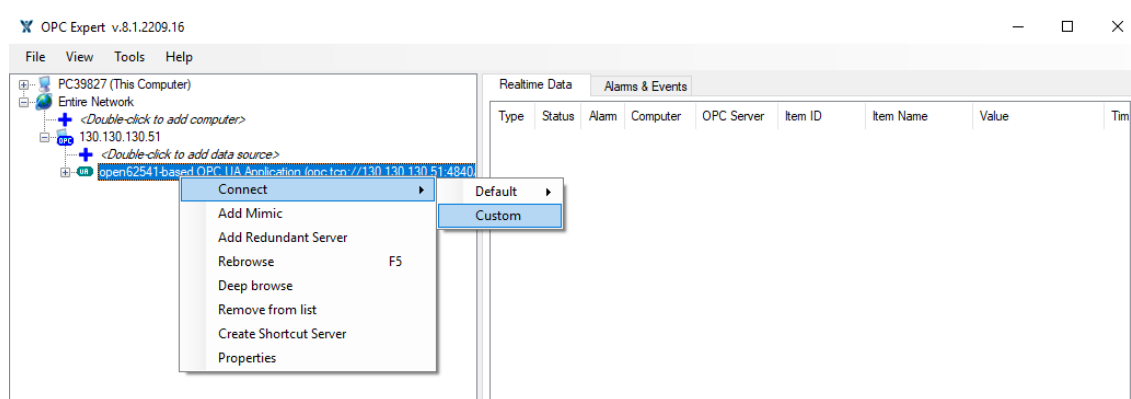 OPC Expert v.8.1.2209.16
File View Tools Help
PC39827 (This Computer)
Entire Network
<Double-click to add computer>
OPC 130.130.130.51
<Double-click to add data source>
UA open62541-based OPC UA Application (opc.tcp://130.130.130.51:4840
Connect
Add Mimic
Add Redundant Server
Rebrowse F5
Deep browse
Remove from list
Create Shortcut Server
Properties
Default
Custom
Realtime Data Alarms & Events
Type Status Alarm Computer OPC Server Item ID Item Name Value Tim